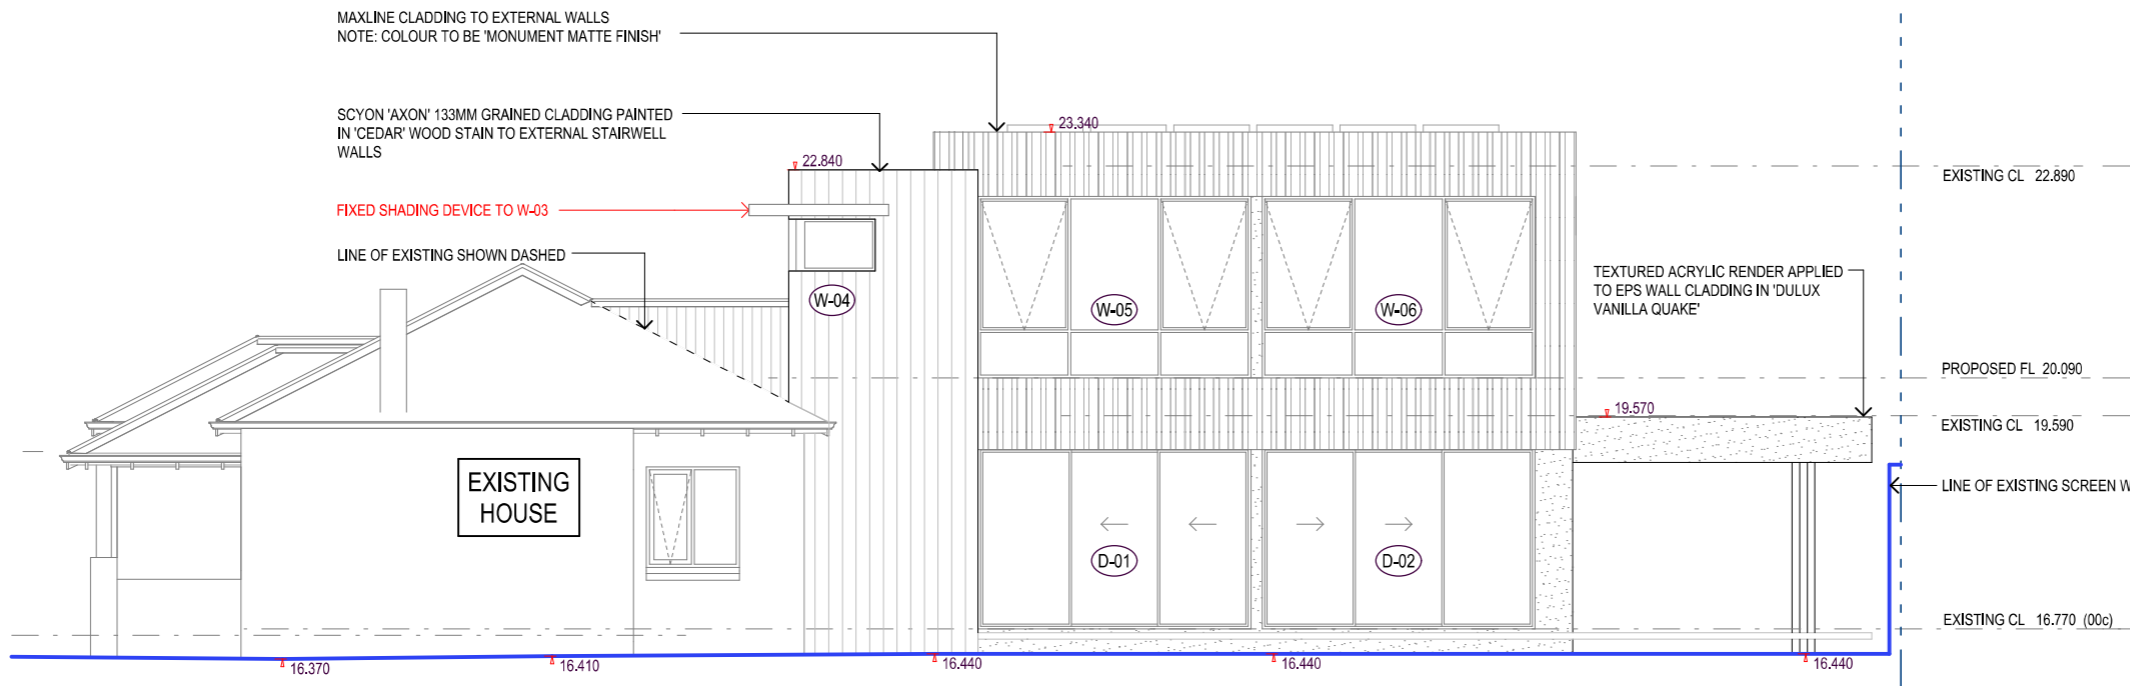 MAXLINE CLADDING TO EXTERNAL WALLS
NOTE: COLOUR TO BE 'MONUMENT MATTE FINISH'
SCYON 'AXON' 133MM GRAINED CLADDING PAINTED
IN 'CEDAR' WOOD STAIN TO EXTERNAL STAIRWELL
WALLS
FIXED SHADING DEVICE TO W-03
LINE OF EXISTING SHOWN DASHED
22.840
23.340
EXISTING CL 22.890
W-04
W-05
W-06
TEXTURED ACRYLIC RENDER APPLIED
TO EPS WALL CLADDING IN 'DULUX
VANILLA QUAKE'
PROPOSED FL 20.090
19.570
EXISTING CL 19.590
EXISTING
HOUSE
LINE OF EXISTING SCREEN W
D-01
D-02
EXISTING CL 16.770 (00c)
16.370
16.410
16.440
16.440
16.440